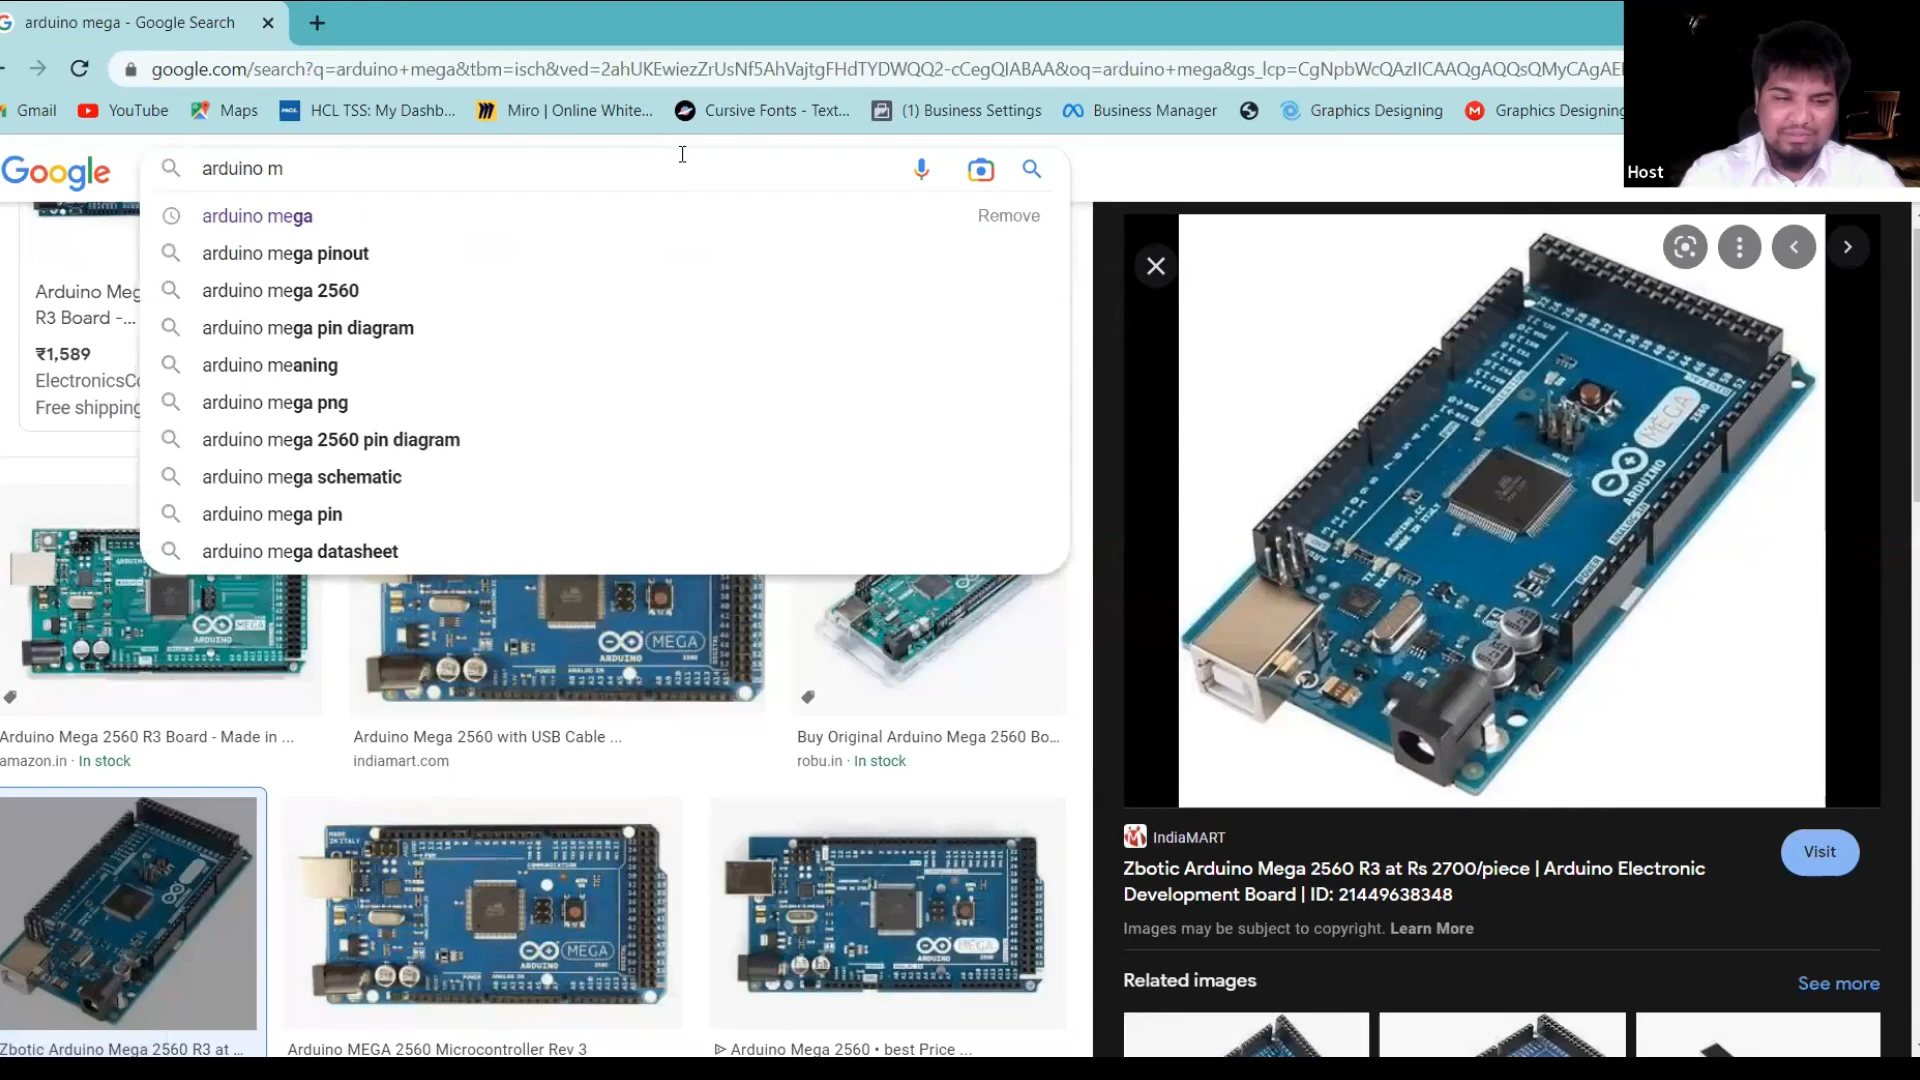 arduino mega - Google Search
google.com/search?q=arduino+mega&tbm=isch&ved=2ahUKEwiezZrUsNf5AhVajtgFHdTYDWQQ2-cCegQIABAA&oq=arduino+mega&gs_lcp=CgNpbWcQAzIICAAQgAQQsQMyCAgAE
Gmail
YouTube
Maps
HCL TSS: My Dashb...
Miro | Online White...
Cursive Fonts - Text...
(1) Business Settings
Business Manager
Graphics Designing
Graphics Designing
Host
Google
arduino m
arduino mega
Remove
arduino mega pinout
arduino mega 2560
arduino mega pin diagram
arduino meaning
arduino mega png
arduino mega 2560 pin diagram
arduino mega schematic
arduino mega pin
arduino mega datasheet
Arduino Meg
R3 Board -...
₹1,589
ElectronicsCo
Free shipping
Arduino Mega 2560 R3 Board - Made in ...
amazon.in · In stock
Arduino Mega 2560 with USB Cable ...
indiamart.com
Buy Original Arduino Mega 2560 Bo...
robu.in · In stock
Zbotic Arduino Mega 2560 R3 at ...
Arduino MEGA 2560 Microcontroller Rev 3
Arduino Mega 2560 • best Price ...
MEGA
2560
ARDUINO
IndiaMART
Visit
Zbotic Arduino Mega 2560 R3 at Rs 2700/piece | Arduino Electronic
Development Board | ID: 21449638348
Images may be subject to copyright. Learn More
Related images
See more